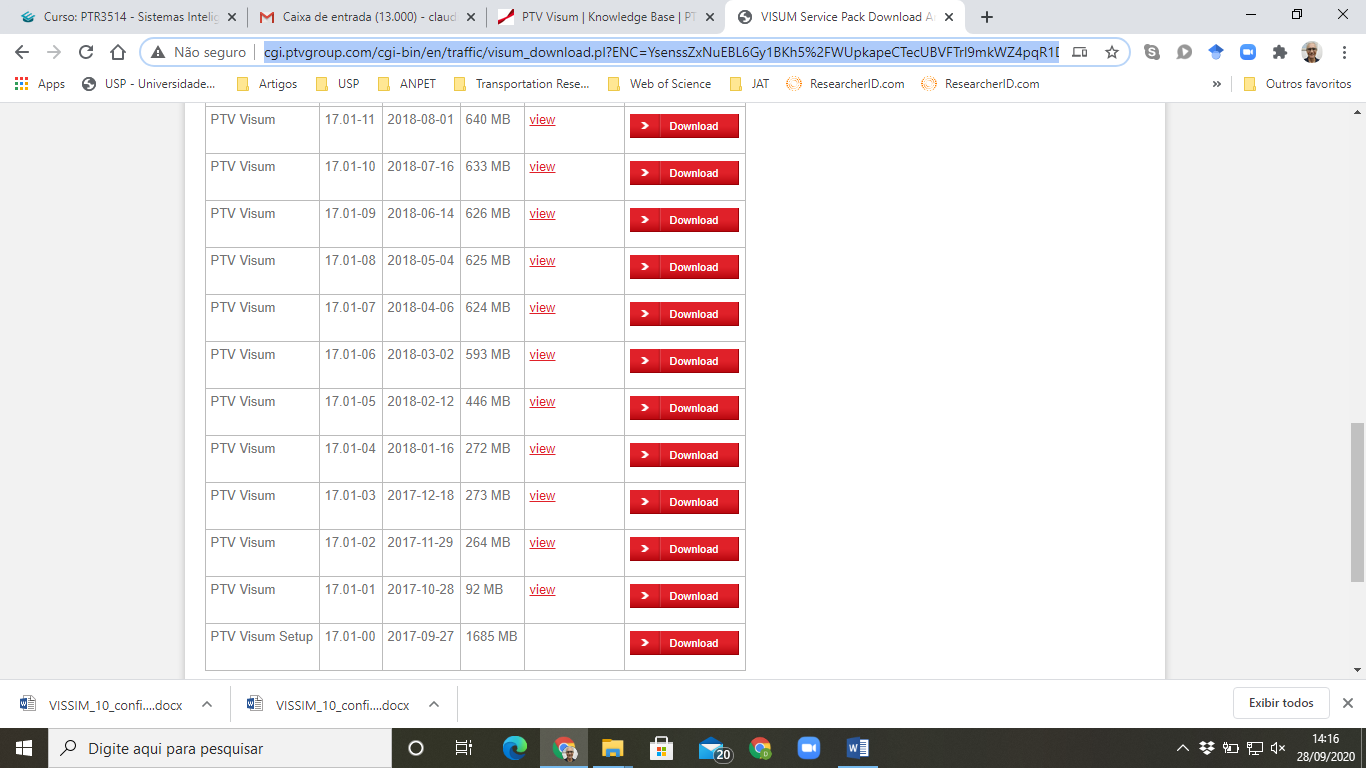 Curso: PTR3514 - Sistemas Intelig
Caixa de entrada (13.000) - claud
PTV Visum | Knowledge Base | PT
VISUM Service Pack Download A
Não seguro
cgi.ptvgroup.com/cgi-bin/en/traffic/visum_download.pl?ENC=YsenssZxNuEBL6Gy1BKh5%2FWUpkapeCTecUBVFTrl9mkWZ4pqR1D
Apps
USP - Universidade...
Artigos
USP
ANPET
Transportation Rese...
Web of Science
JAT
ResearcherID.com
ResearcherID.com
»
Outros favoritos
PTV Visum 17.01-11 2018-08-01 640 MB view Download
PTV Visum 17.01-10 2018-07-16 633 MB view Download
PTV Visum 17.01-09 2018-06-14 626 MB view Download
PTV Visum 17.01-08 2018-05-04 625 MB view Download
PTV Visum 17.01-07 2018-04-06 624 MB view Download
PTV Visum 17.01-06 2018-03-02 593 MB view Download
PTV Visum 17.01-05 2018-02-12 446 MB view Download
PTV Visum 17.01-04 2018-01-16 272 MB view Download
PTV Visum 17.01-03 2017-12-18 273 MB view Download
PTV Visum 17.01-02 2017-11-29 264 MB view Download
PTV Visum 17.01-01 2017-10-28 92 MB view Download
PTV Visum Setup 17.01-00 2017-09-27 1685 MB Download
VISSIM_10_confi....docx
VISSIM_10_confi....docx
Exibir todos
Digite aqui para pesquisar
20
14:16
28/09/2020